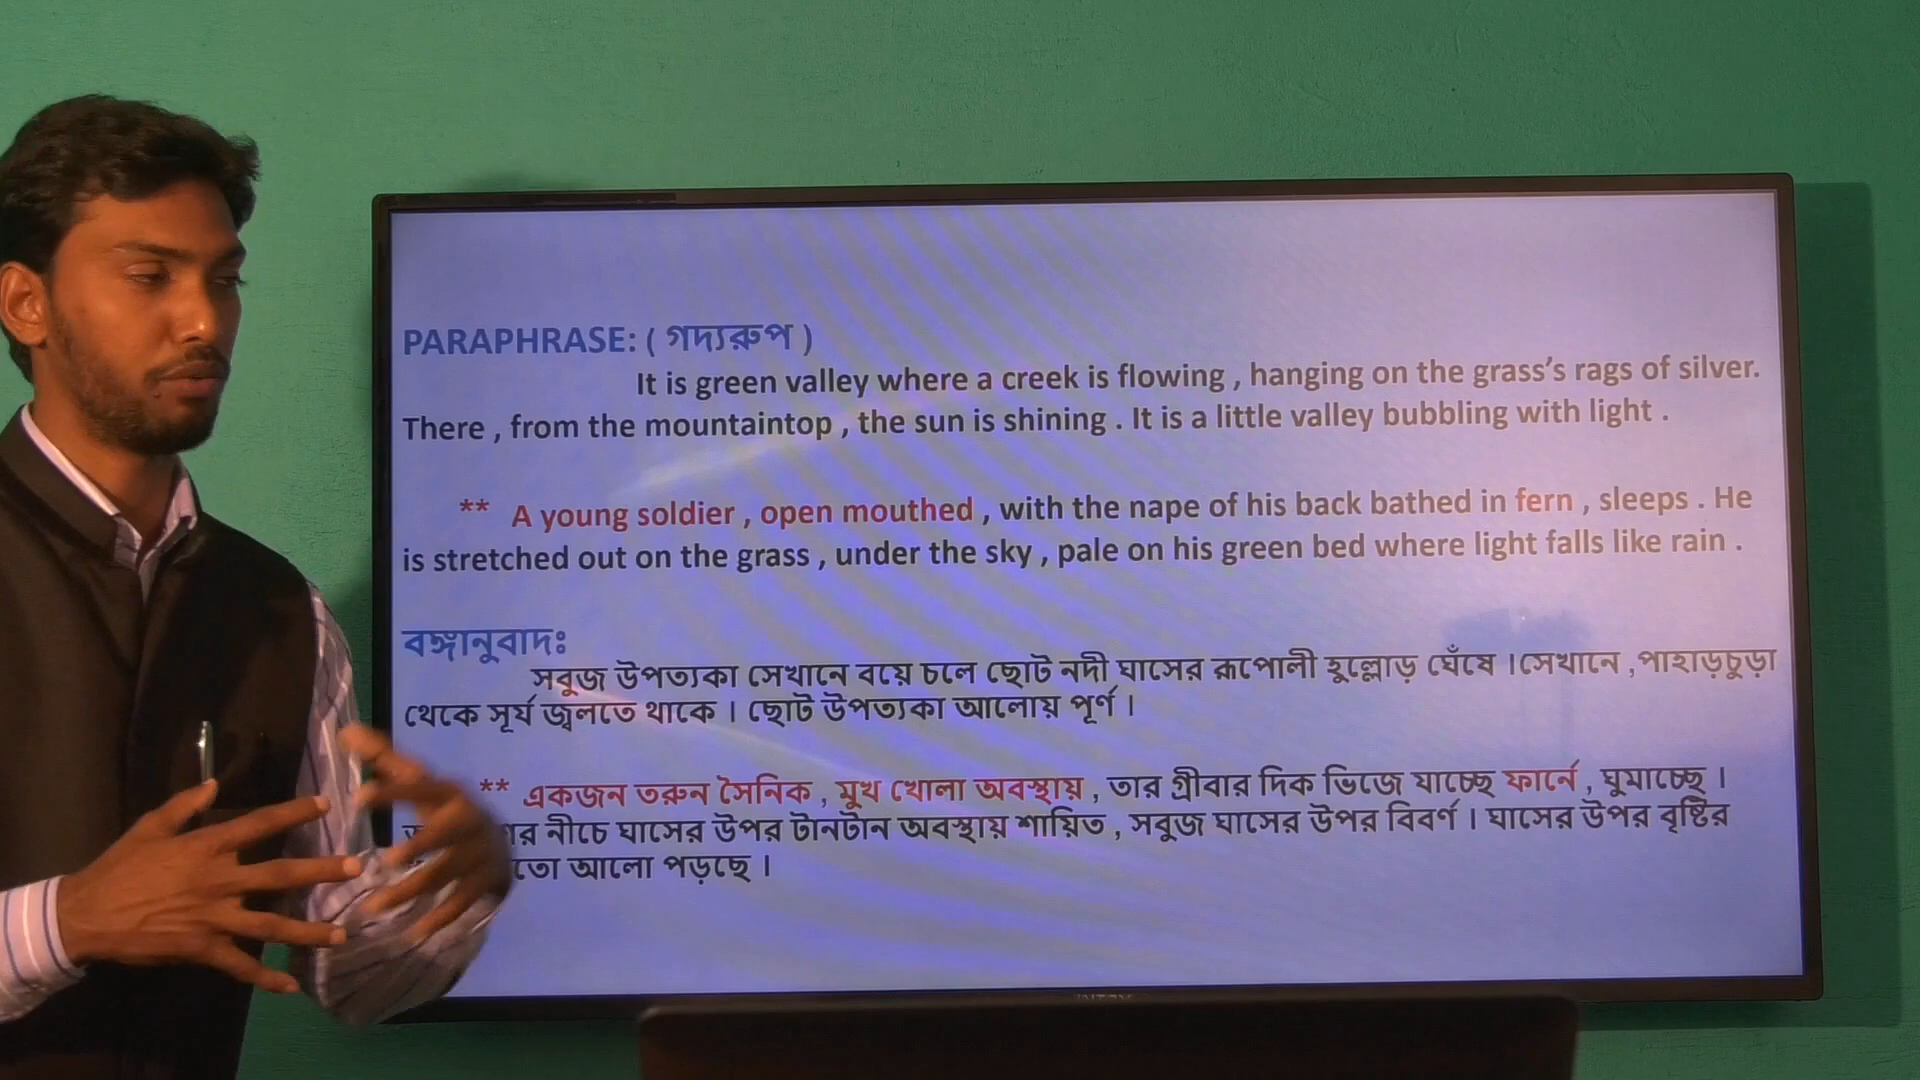 PARAPHRASE: ( গদ্যরুপ )
It is green valley where a creek is flowing , hanging on the grass’s rags of silver.
There , from the mountaintop , the sun is shining . It is a little valley bubbling with light .
** A young soldier , open mouthed , with the nape of his back bathed in fern , sleeps . He
is stretched out on the grass , under the sky , pale on his green bed where light falls like rain .
বঙ্গানুবাদঃ
সবুজ উপত্যকা সেখানে বয়ে চলে ছোট নদী ঘাসের রূপোলী হুল্লোড় ঘেঁষে ।সেখানে ,পাহাড়চুড়া
থেকে সূর্য জ্বলতে থাকে । ছোট উপত্যকা আলোয় পূর্ণ ।
** একজন তরুন সৈনিক , মুখ খোলা অবস্থায় , তার গ্রীবার দিক ভিজে যাচ্ছে ফার্নে , ঘুমাচ্ছে ।
নীচে ঘাসের উপর টানটান অবস্থায় শায়িত , সবুজ ঘাসের উপর বিবর্ণ । ঘাসের উপর বৃষ্টির
আলো পড়ছে ।